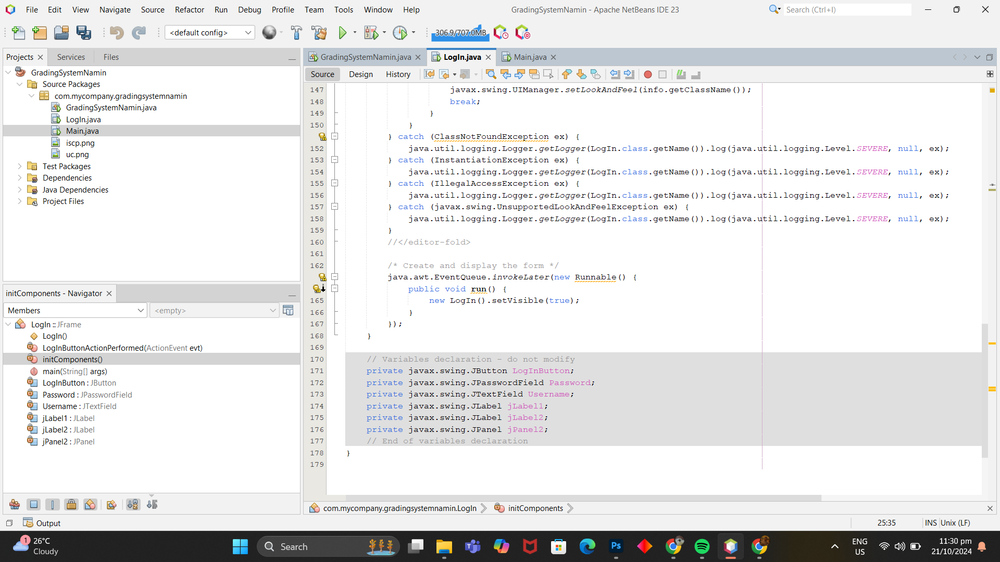 File Edit View Navigate Source Refactor Run Debug Profile Team Tools Window Help
GradingSystemNamin - Apache NetBeans IDE 23
Search (Ctrl+I)
<default config>
306.9/707.0MB
Projects
Services
Files
GradingSystemNamin
Source Packages
com.mycompany.gradingsystemnamin
GradingSystemNamin.java
LogIn.java
Main.java
iscp.png
uc.png
Test Packages
Dependencies
Java Dependencies
Project Files
initComponents - Navigator
Members
<empty>
LogIn :: JFrame
LogIn()
LogInButtonActionPerformed(ActionEvent evt)
initComponents()
main(String[] args)
LogInButton : JButton
Password : JPasswordField
Username : JTextField
jLabel1 : JLabel
jLabel2 : JLabel
jPanel2 : JPanel
GradingSystemNamin.java
LogIn.java
Main.java
Source
Design
History
147 javax.swing.UIManager.setLookAndFeel(info.getClassName());
148 break;
149 }
150 }
} catch (ClassNotFoundException ex) {
152 java.util.logging.Logger.getLogger(LogIn.class.getName()).log(java.util.logging.Level.SEVERE, null, ex);
153 } catch (InstantiationException ex) {
154 java.util.logging.Logger.getLogger(LogIn.class.getName()).log(java.util.logging.Level.SEVERE, null, ex);
155 } catch (IllegalAccessException ex) {
156 java.util.logging.Logger.getLogger(LogIn.class.getName()).log(java.util.logging.Level.SEVERE, null, ex);
157 } catch (javax.swing.UnsupportedLookAndFeelException ex) {
158 java.util.logging.Logger.getLogger(LogIn.class.getName()).log(java.util.logging.Level.SEVERE, null, ex);
159 }
160 //</editor-fold>
161
162 /* Create and display the form */
java.awt.EventQueue.invokeLater(new Runnable() {
public void run() {
165 new LogIn().setVisible(true);
166 }
167 });
168 }
169
170 // Variables declaration - do not modify
171 private javax.swing.JButton LogInButton;
172 private javax.swing.JPasswordField Password;
173 private javax.swing.JTextField Username;
174 private javax.swing.JLabel jLabel1;
175 private javax.swing.JLabel jLabel2;
176 private javax.swing.JPanel jPanel2;
177 // End of variables declaration
178 }
179
com.mycompany.gradingsystemnamin.LogIn
initComponents
Output
25:35
INS
Unix (LF)
1
26°C
Cloudy
Search
Ps
ENG
US
11:30 pm
21/10/2024